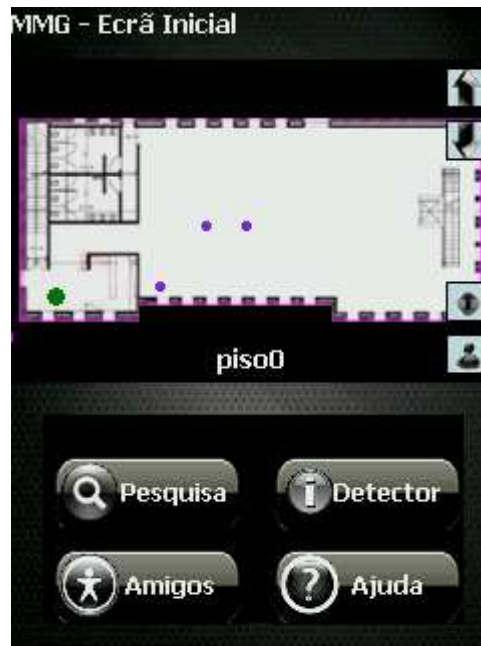 MMG - Ecrã Inicial
piso0
Pesquisa
Detector
Amigos
Ajuda